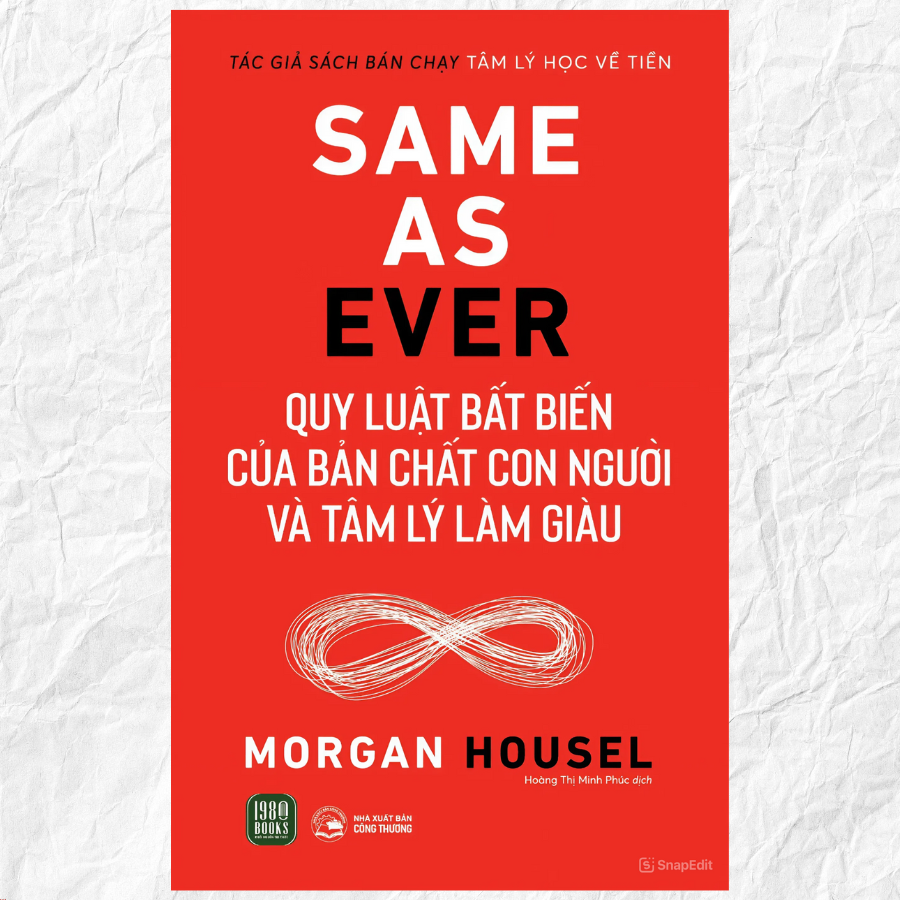 TÁC GIẢ SÁCH BÁN CHẠY TÂM LÝ HỌC VỀ TIỀN
SAME
AS
EVER
QUY LUẬT BẤT BIẾN
CỦA BẢN CHẤT CON NGƯỜI
VÀ TÂM LÝ LÀM GIÀU
MORGAN HOUSEL
Hoàng Thị Minh Phúc dịch
1980
BOOKS
NHÀ XUẤT BẢN
CÔNG THƯƠNG
SnapEdit